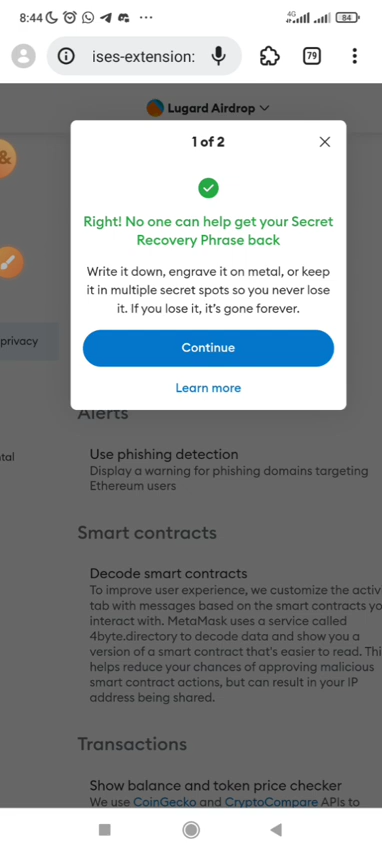 8:44
4G
84
ises-extension:
79
Lugard Airdrop
1 of 2
&
Right! No one can help get your Secret
Recovery Phrase back
Write it down, engrave it on metal, or keep
it in multiple secret spots so you never lose
it. If you lose it, it's gone forever.
privacy
Continue
Learn more
Alerts
ntal
Use phishing detection
Display a warning for phishing domains targeting
Ethereum users
Smart contracts
Decode smart contracts
To improve user experience, we customize the activ
tab with messages based on the smart contracts yo
interact with. MetaMask uses a service called
4byte.directory to decode data and show you a
version of a smart contract that's easier to read. Thi
helps reduce your chances of approving malicious
smart contract actions, but can result in your IP
address being shared.
Transactions
Show balance and token price checker
We use CoinGecko and CryptoCompare APIs to